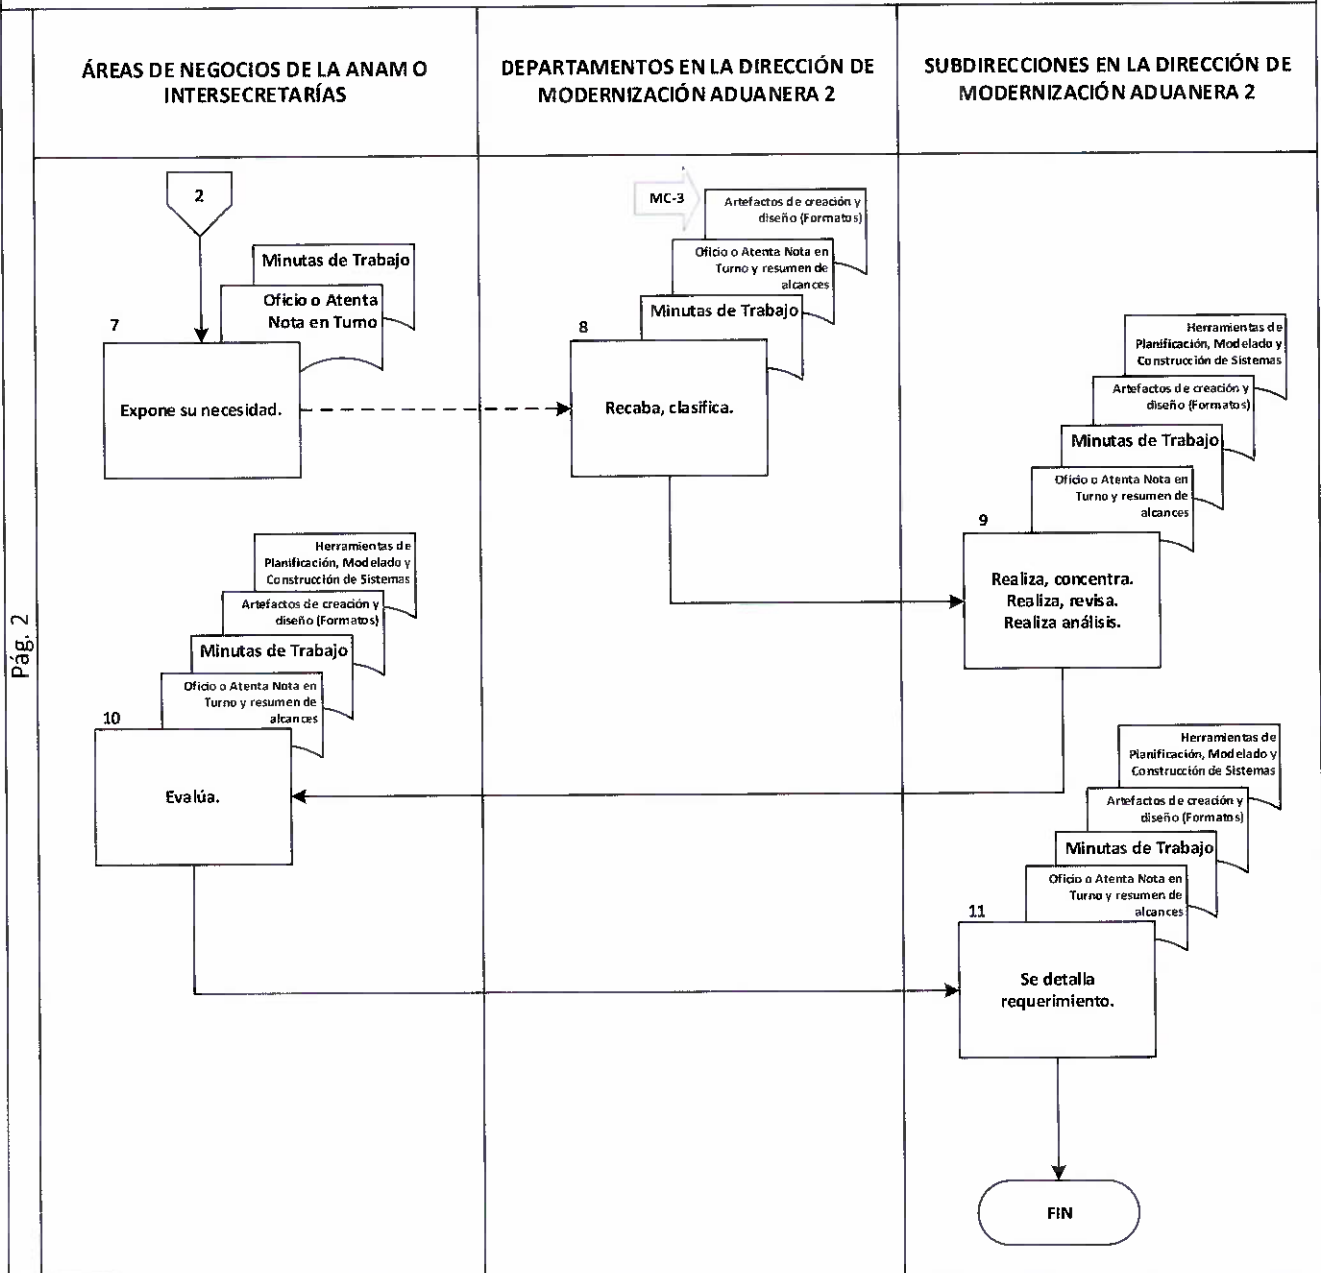 ÁREAS DE NEGOCIOS DE LA ANAM O
INTERSECRETARÍAS
DEPARTAMENTOS EN LA DIRECCIÓN DE
MODERNIZACIÓN ADUANERA 2
SUBDIRECCIONES EN LA DIRECCIÓN DE
MODERNIZACIÓN ADUANERA 2
Pág. 2
2
Minutas de Trabajo
Oficio o Atenta
Nota en Turno
7
Expone su necesidad.
MC-3
Artefactos de creación y
diseño (Formatos)
Oficio o Atenta Nota en
Turno y resumen de
alcances
Minutas de Trabajo
8
Recaba, clasifica.
Herramientas de
Planificación, Modelado y
Construcción de Sistemas
Artefactos de creación y
diseño (Formatos)
Minutas de Trabajo
Oficio o Atenta Nota en
Turno y resumen de
alcances
9
Realiza, concentra.
Realiza, revisa.
Realiza análisis.
Herramientas de
Planificación, Modelado y
Construcción de Sistemas
Artefactos de creación y
diseño (Formatos)
Minutas de Trabajo
Oficio o Atenta Nota en
Turno y resumen de
alcances
10
Evalúa.
Herramientas de
Planificación, Modelado y
Construcción de Sistemas
Artefactos de creación y
diseño (Formatos)
Minutas de Trabajo
Oficio o Atenta Nota en
Turno y resumen de
alcances
11
Se detalla
requerimiento.
FIN